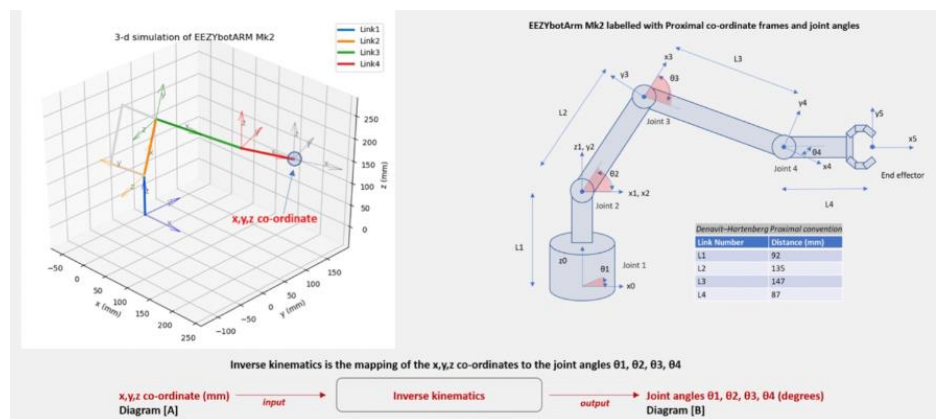 3-d simulation of EEZYbotARM Mk2
Link1
Link2
Link3
Link4
x,y,z co-ordinate
250
200
150
100
50
0
z (mm)
-50
0
50
100
150
200
250
x (mm)
-100
-50
0
50
100
150
y (mm)
EEZYbotArm Mk2 labelled with Proximal co-ordinate frames and joint angles
x3
y3
θ3
L3
L2
Joint 3
y4
y5
z1, y2
θ2
x1, x2
Joint 2
θ4
x4
x5
Joint 4
End effector
L4
L1
z0
θ1
Joint 1
x0
Denavit–Hartenberg Proximal convention
Link Number Distance (mm)
L1 92
L2 135
L3 147
L4 87
Inverse kinematics is the mapping of the x,y,z co-ordinates to the joint angles θ1, θ2, θ3, θ4
x,y,z co-ordinate (mm)
Diagram [A]
input
Inverse kinematics
output
Joint angles θ1, θ2, θ3, θ4 (degrees)
Diagram [B]